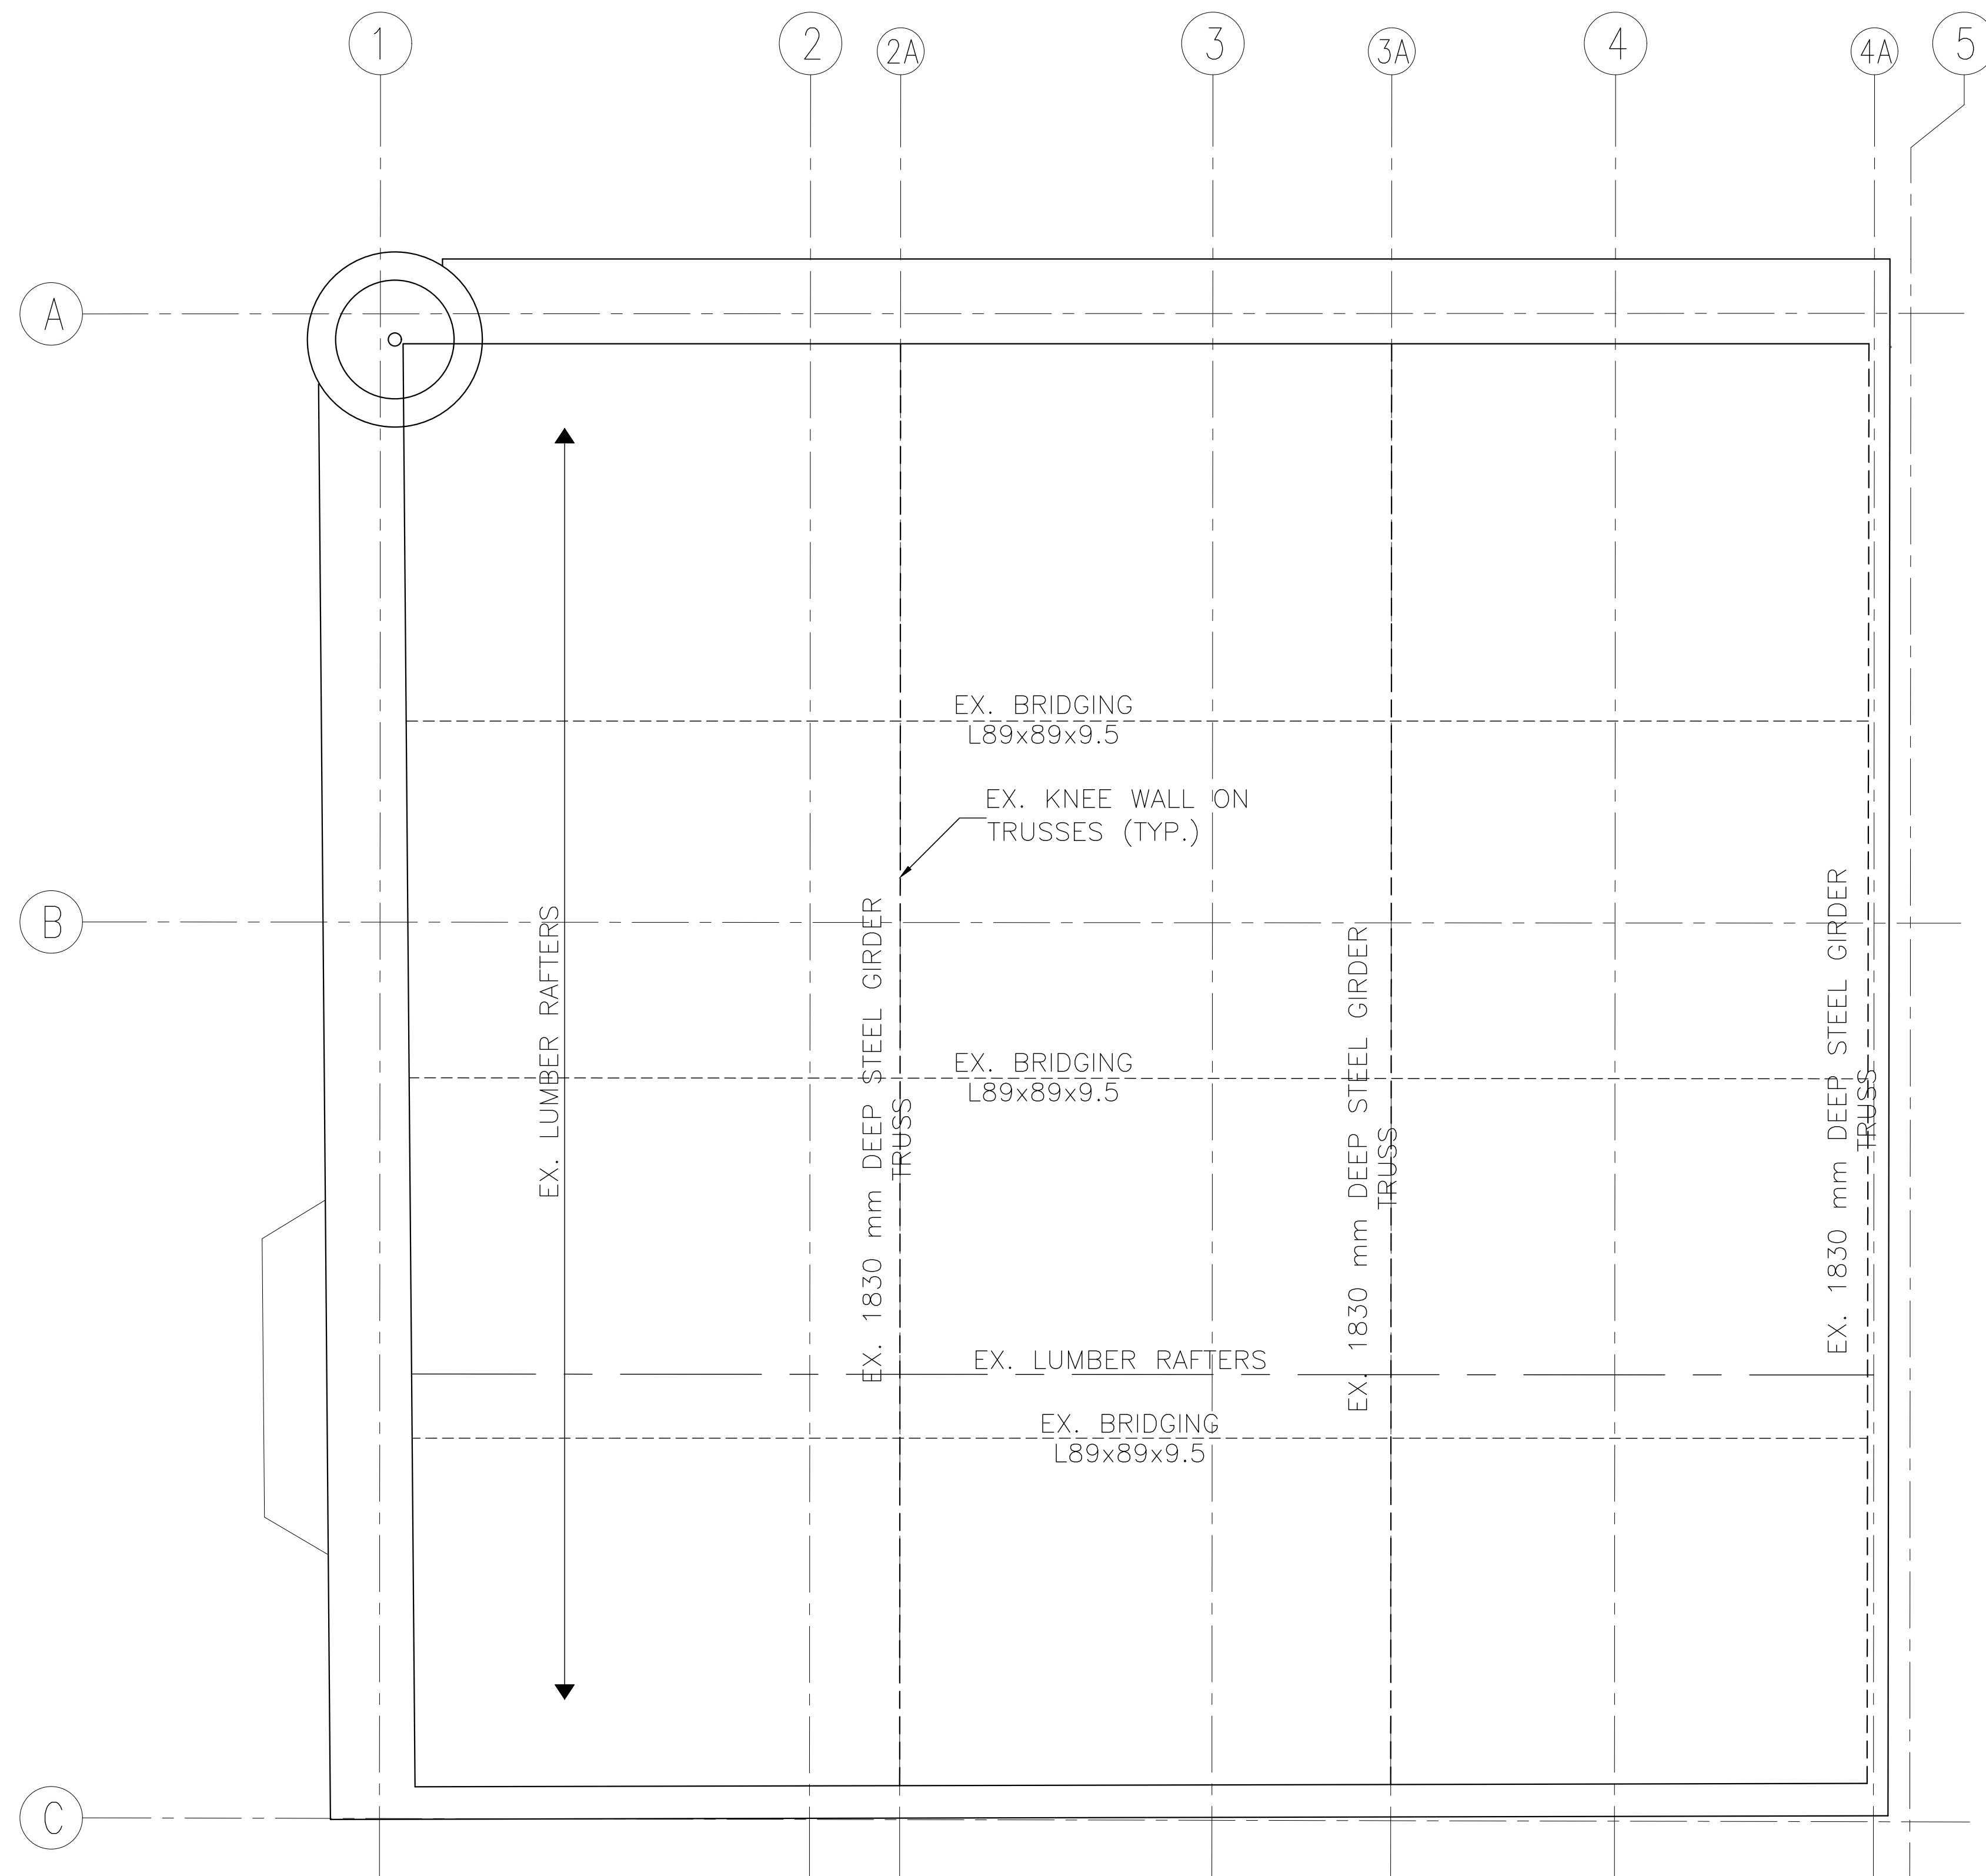 1
2
2A
3
3A
4
4A
5
A
B
C
EX. BRIDGING
L89x89x9.5
EX. KNEE WALL ON
TRUSSES (TYP.)
EX. LUMBER RAFTERS
EX. 1830 mm DEEP STEEL GIRDER
TRUSS
EX. 1830 mm DEEP STEEL GIRDER
TRUSS
EX. 1830 mm DEEP STEEL GIRDER
TRUSS
EX. BRIDGING
L89x89x9.5
EX. LUMBER RAFTERS
EX. BRIDGING
L89x89x9.5